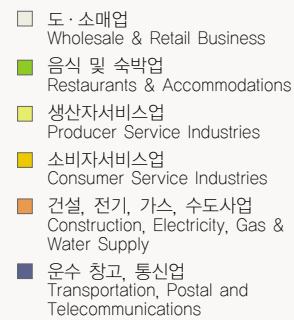 도·소매업
Wholesale & Retail Business
음식 및 숙박업
Restaurants & Accommodations
생산자서비스업
Producer Service Industries
소비자서비스업
Consumer Service Industries
건설, 전기, 가스, 수도사업
Construction, Electricity, Gas &
Water Supply
운수 창고, 통신업
Transportation, Postal and
Telecommunications